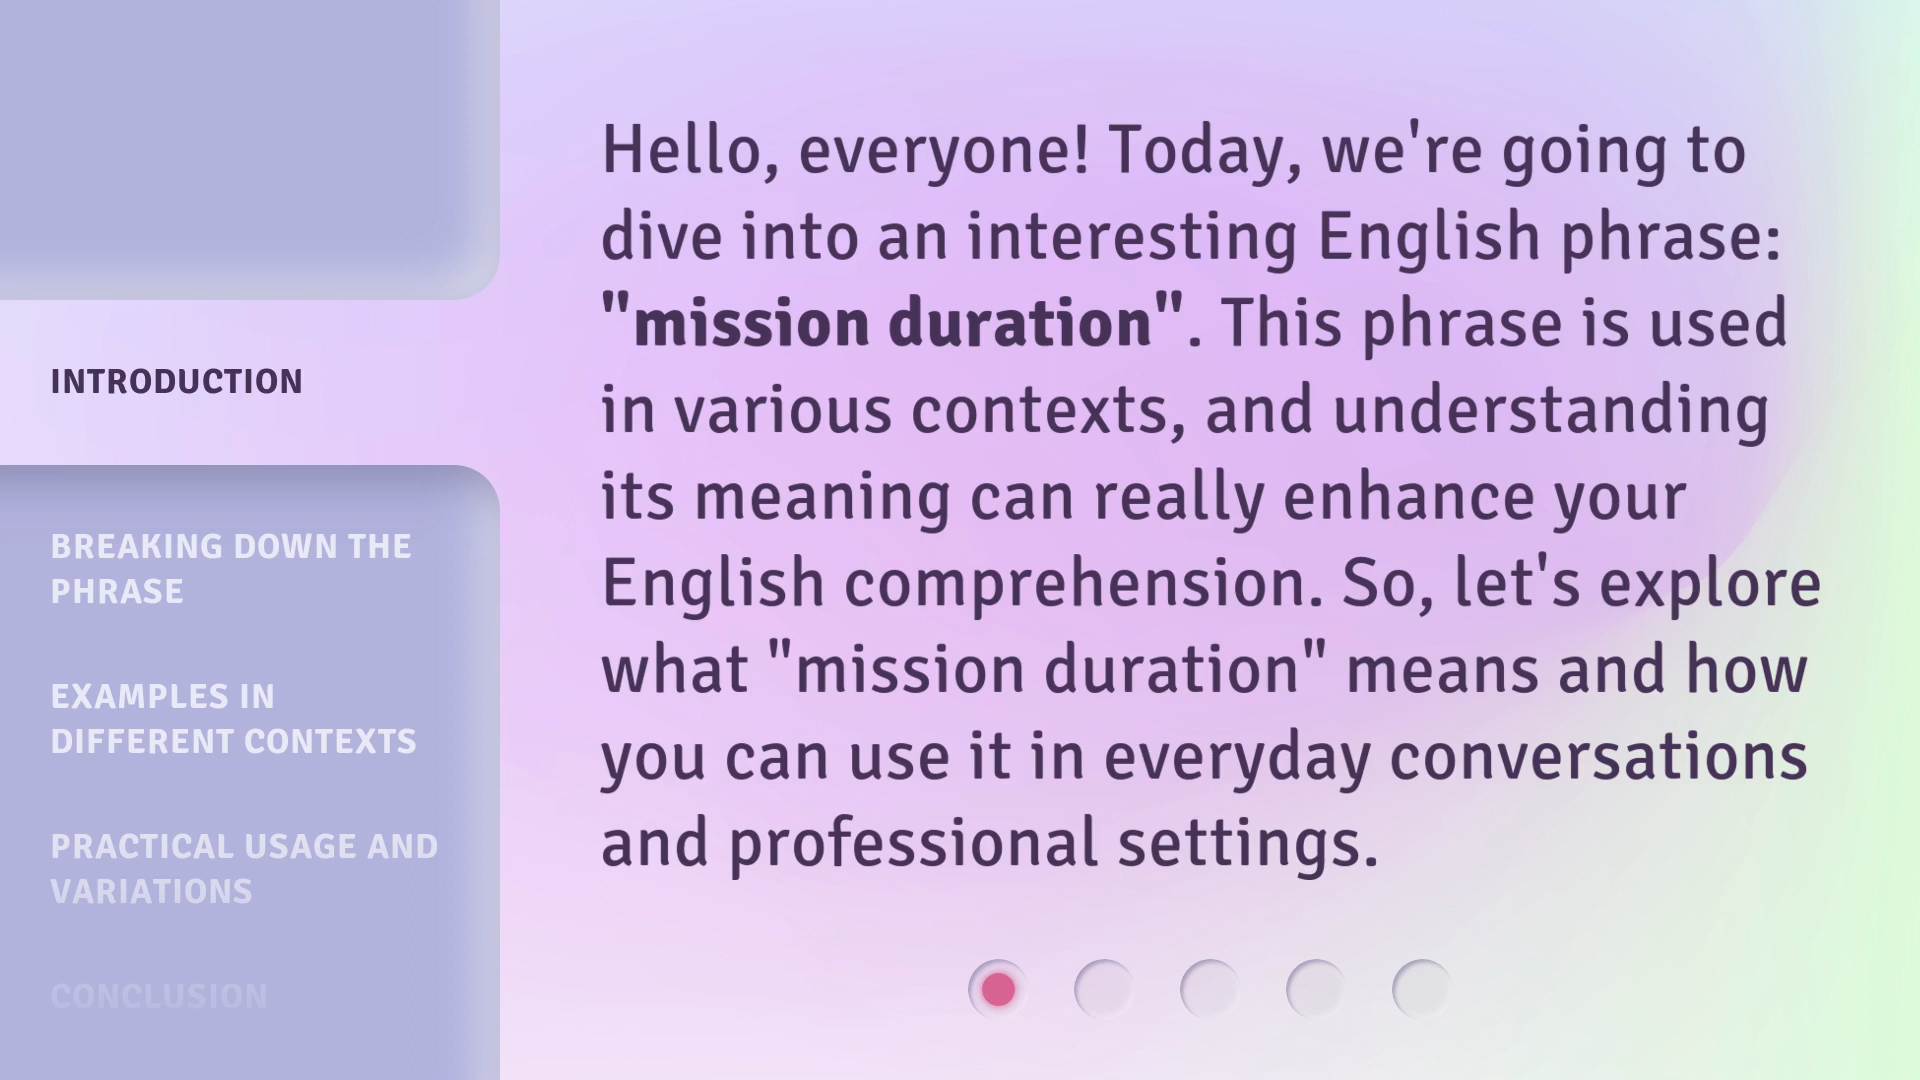 INTRODUCTION
BREAKING DOWN THE
PHRASE
EXAMPLES IN
DIFFERENT CONTEXTS
PRACTICAL USAGE AND
VARIATIONS
CONCLUSION
Hello, everyone! Today, we're going to
dive into an interesting English phrase:
"mission duration". This phrase is used
in various contexts, and understanding
its meaning can really enhance your
English comprehension. So, let's explore
what "mission duration" means and how
you can use it in everyday conversations
and professional settings.